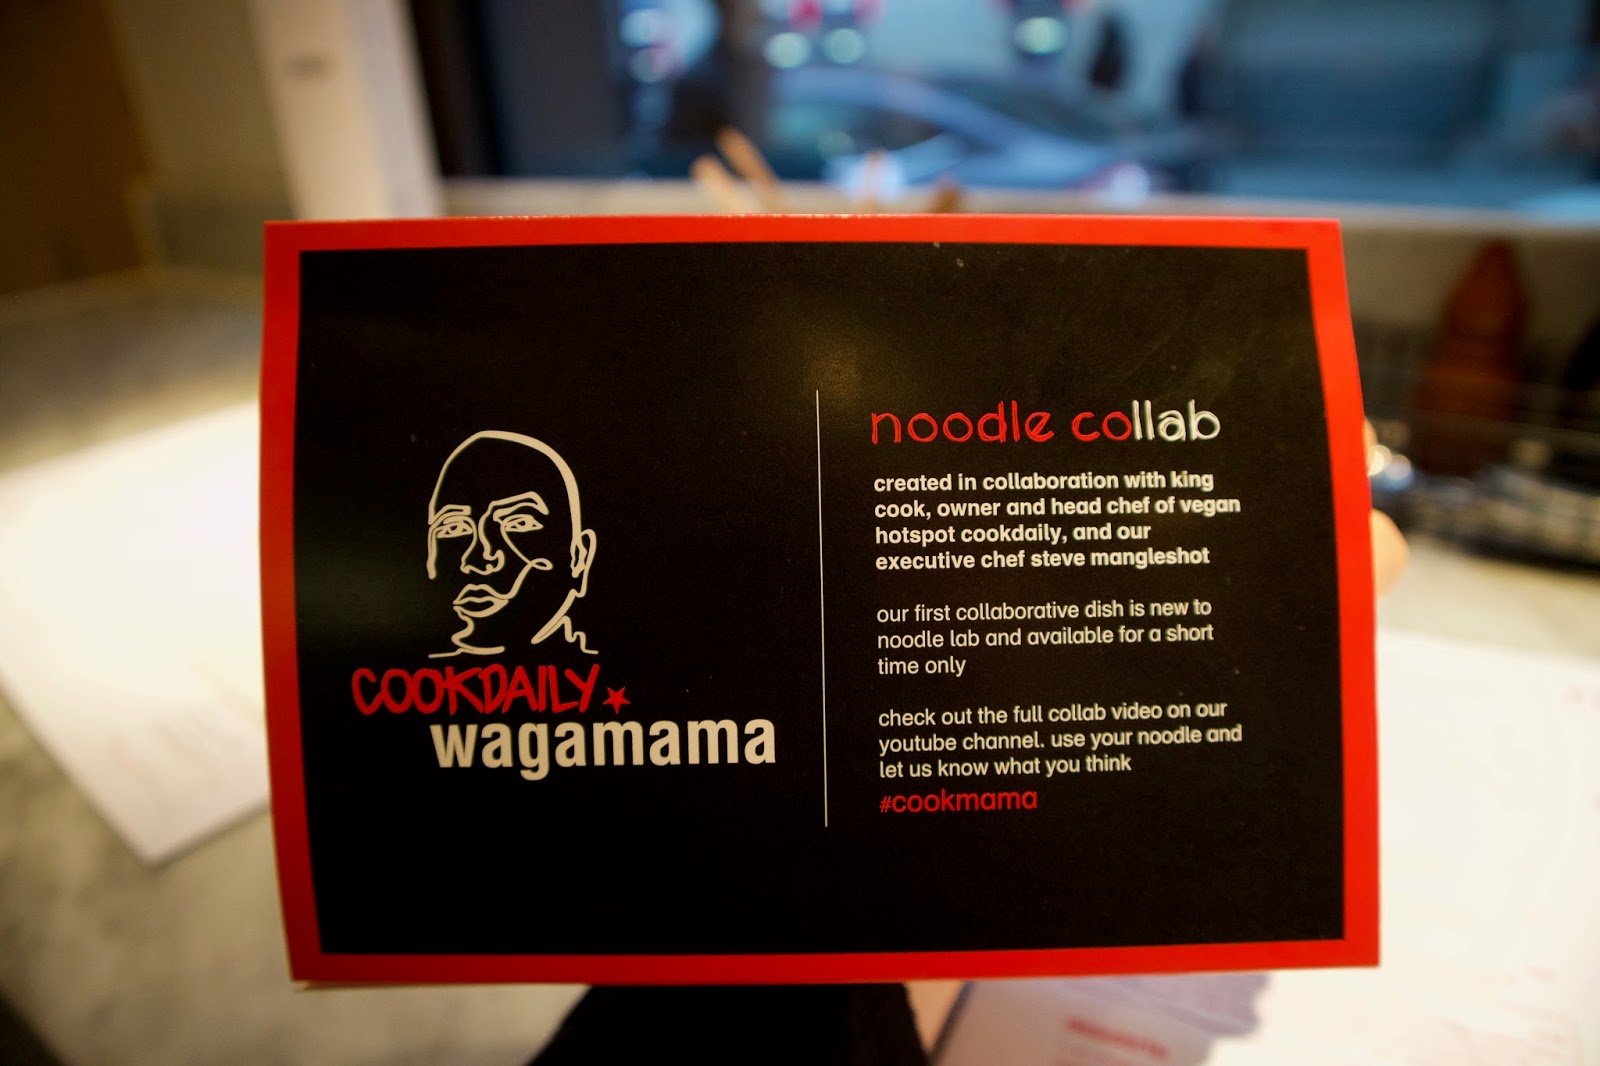 COOKDAILY
wagamama
noodle collab
created in collaboration with king
cook, owner and head chef of vegan
hotspot cookdaily, and our
executive chef steve mangleshot
our first collaborative dish is new to
noodle lab and available for a short
time only
check out the full collab video on our
youtube channel. use your noodle and
let us know what you think
#cookmama